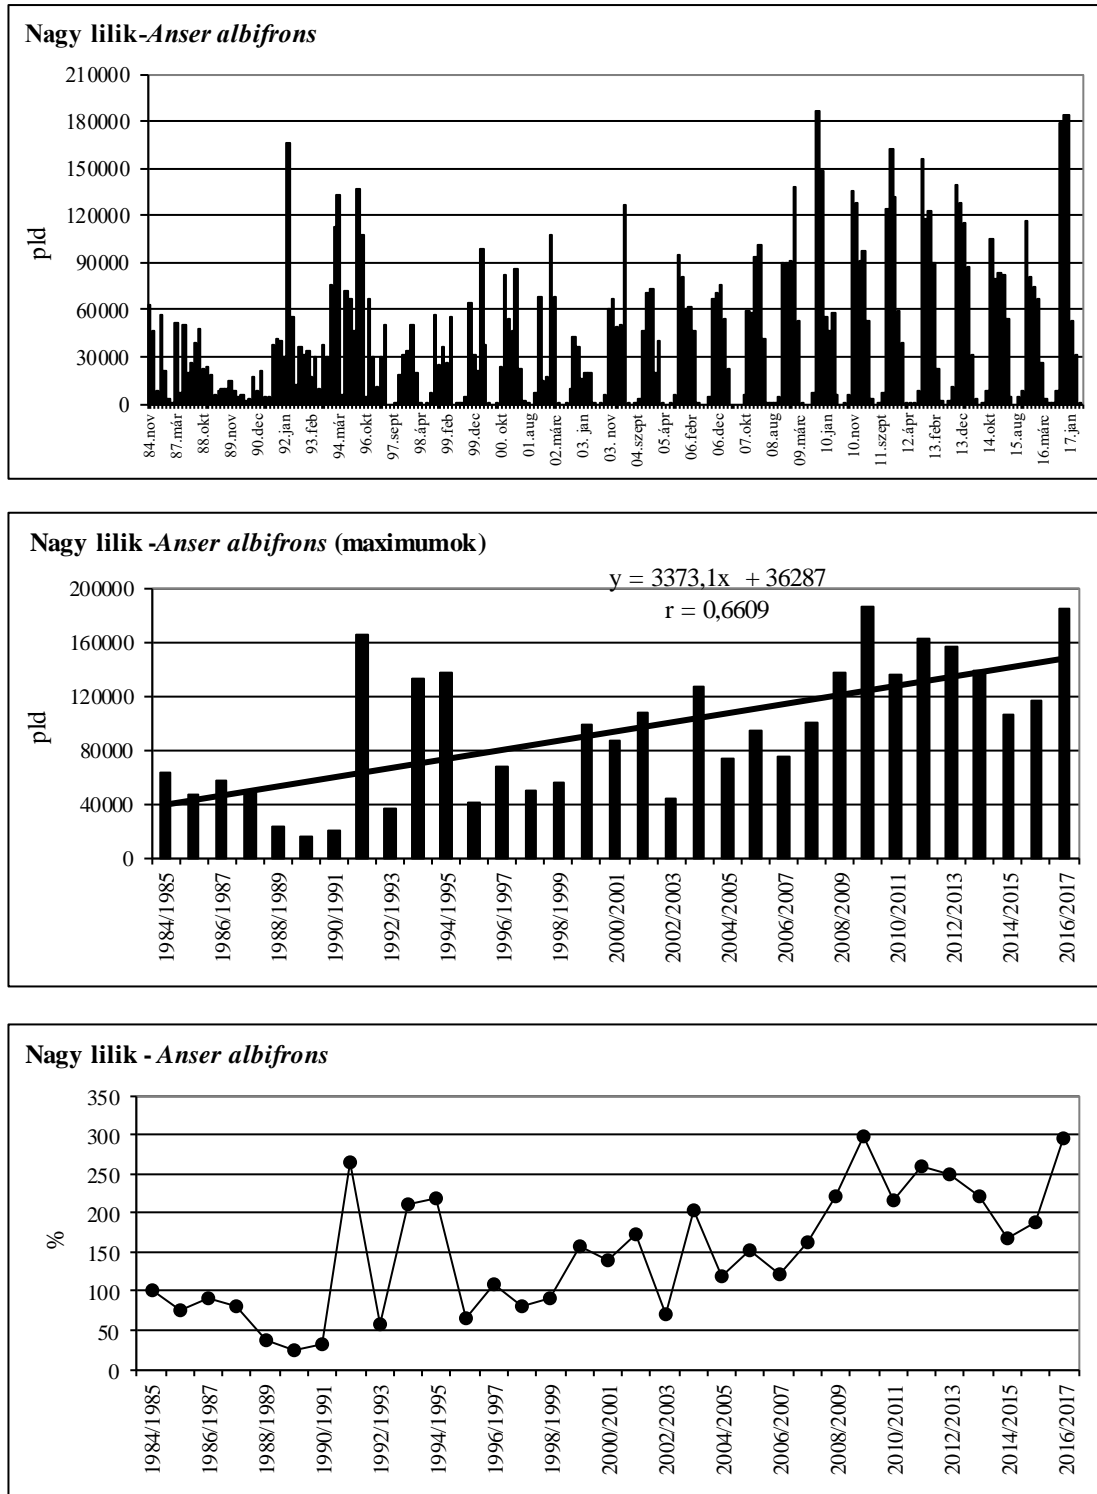 Nagy lilik-Anser albifrons
210000
180000
150000
120000
90000
60000
30000
0
pld
84.nov
87.már
88.okt
89.nov
90.dec
92.jan
93.feb
94.már
96.okt
97.sept
98.ápr
99.feb
99.dec
00. okt
01.aug
02.márc
03. jan
03. nov
04.szept
05.ápr
06.febr
06.dec
07.okt
08.aug
09.márc
10.jan
10.nov
11.szept
12.ápr
13.febr
13.dec
14.okt
15.aug
16.márc
17.jan
Nagy lilik -Anser albifrons (maximumok)
y = 3373,1x + 36287
r = 0,6609
200000
160000
120000
80000
40000
0
pld
1984/1985
1986/1987
1988/1989
1990/1991
1992/1993
1994/1995
1996/1997
1998/1999
2000/2001
2002/2003
2004/2005
2006/2007
2008/2009
2010/2011
2012/2013
2014/2015
2016/2017
Nagy lilik - Anser albifrons
350
300
250
200
150
100
50
0
%
1984/1985
1986/1987
1988/1989
1990/1991
1992/1993
1994/1995
1996/1997
1998/1999
2000/2001
2002/2003
2004/2005
2006/2007
2008/2009
2010/2011
2012/2013
2014/2015
2016/2017